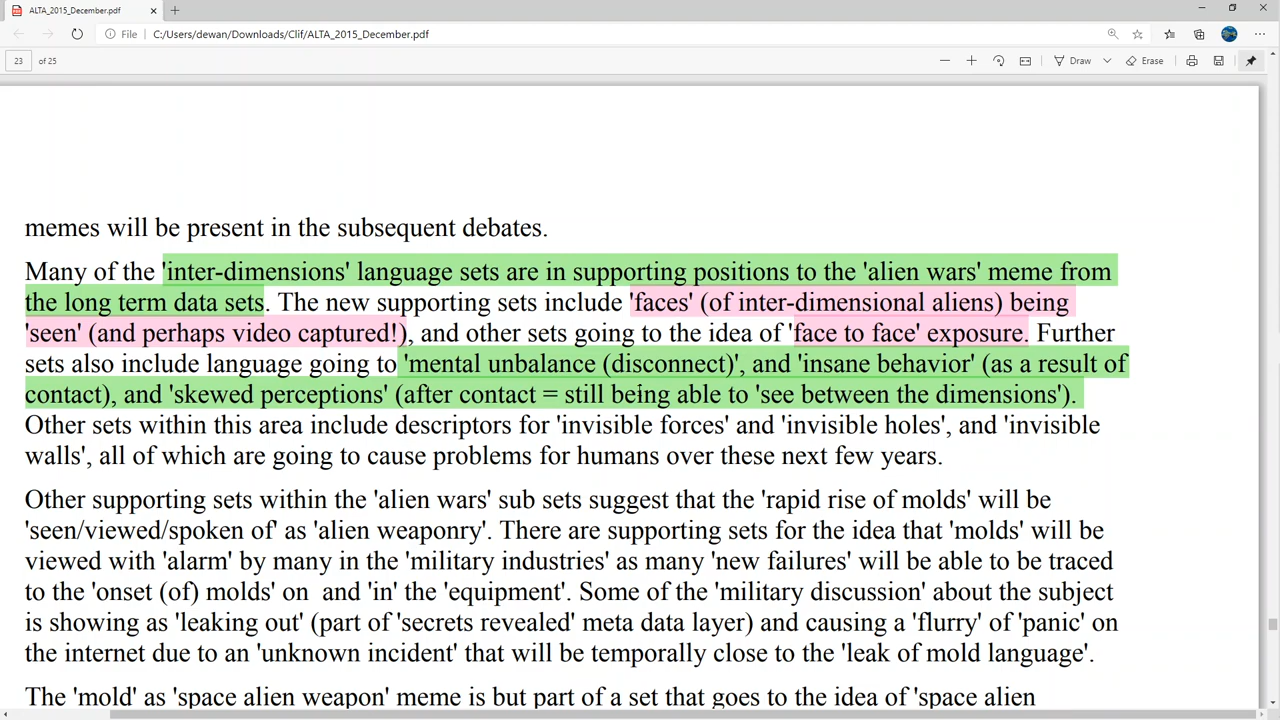 ALTA_2015_December.pdf
File C:/Users/dewan/Downloads/Clif/ALTA_2015_December.pdf
23 of 25 Draw Erase
memes will be present in the subsequent debates.
Many of the 'inter-dimensions' language sets are in supporting positions to the 'alien wars' meme from
the long term data sets. The new supporting sets include 'faces' (of inter-dimensional aliens) being
'seen' (and perhaps video captured!), and other sets going to the idea of 'face to face' exposure. Further
sets also include language going to 'mental unbalance (disconnect)', and 'insane behavior' (as a result of
contact), and 'skewed perceptions' (after contact = still being able to 'see between the dimensions').
Other sets within this area include descriptors for 'invisible forces' and 'invisible holes', and 'invisible
walls', all of which are going to cause problems for humans over these next few years.
Other supporting sets within the 'alien wars' sub sets suggest that the 'rapid rise of molds' will be
'seen/viewed/spoken of' as 'alien weaponry'. There are supporting sets for the idea that 'molds' will be
viewed with 'alarm' by many in the 'military industries' as many 'new failures' will be able to be traced
to the 'onset (of) molds' on  and 'in' the 'equipment'. Some of the 'military discussion' about the subject
is showing as 'leaking out' (part of 'secrets revealed' meta data layer) and causing a 'flurry' of 'panic' on
the internet due to an 'unknown incident' that will be temporally close to the 'leak of mold language'.
The 'mold' as 'space alien weapon' meme is but part of a set that goes to the idea of 'space alien